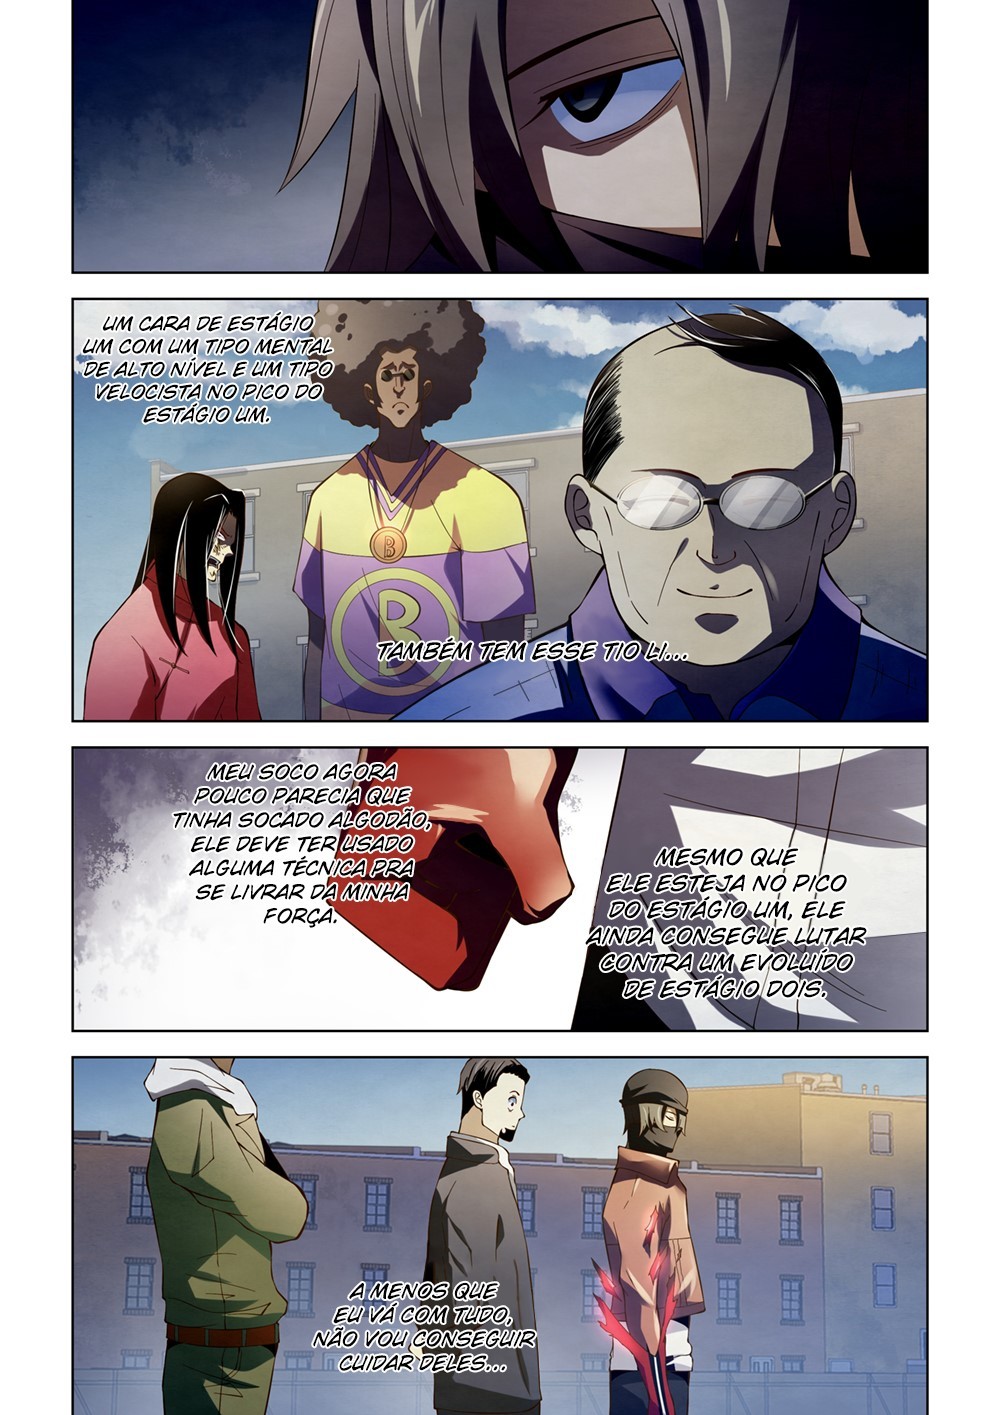 UM CARA DE ESTÁGIO
UM COM UM TIPO MENTAL
DE ALTO NÍVEL E UM TIPO
VELOCISTA NO PICO DO
ESTÁGIO UM.
B
B
TAMBÉM TEM ESSE TIO LI...
MEU SOCO AGORA
POUCO PARECIA QUE
TINHA SOCADO ALGODÃO,
ELE DEVE TER USADO
ALGUMA TÉCNICA PRA
SE LIVRAR DA MINHA
FORÇA.
MESMO QUE
ELE ESTEJA NO PICO
DO ESTÁGIO UM, ELE
AINDA CONSEGUE LUTAR
CONTRA UM EVOLUÍDO
DE ESTÁGIO DOIS.
A MENOS QUE
EU VÁ COM TUDO,
NÃO VOU CONSEGUIR
CUIDAR DELES...